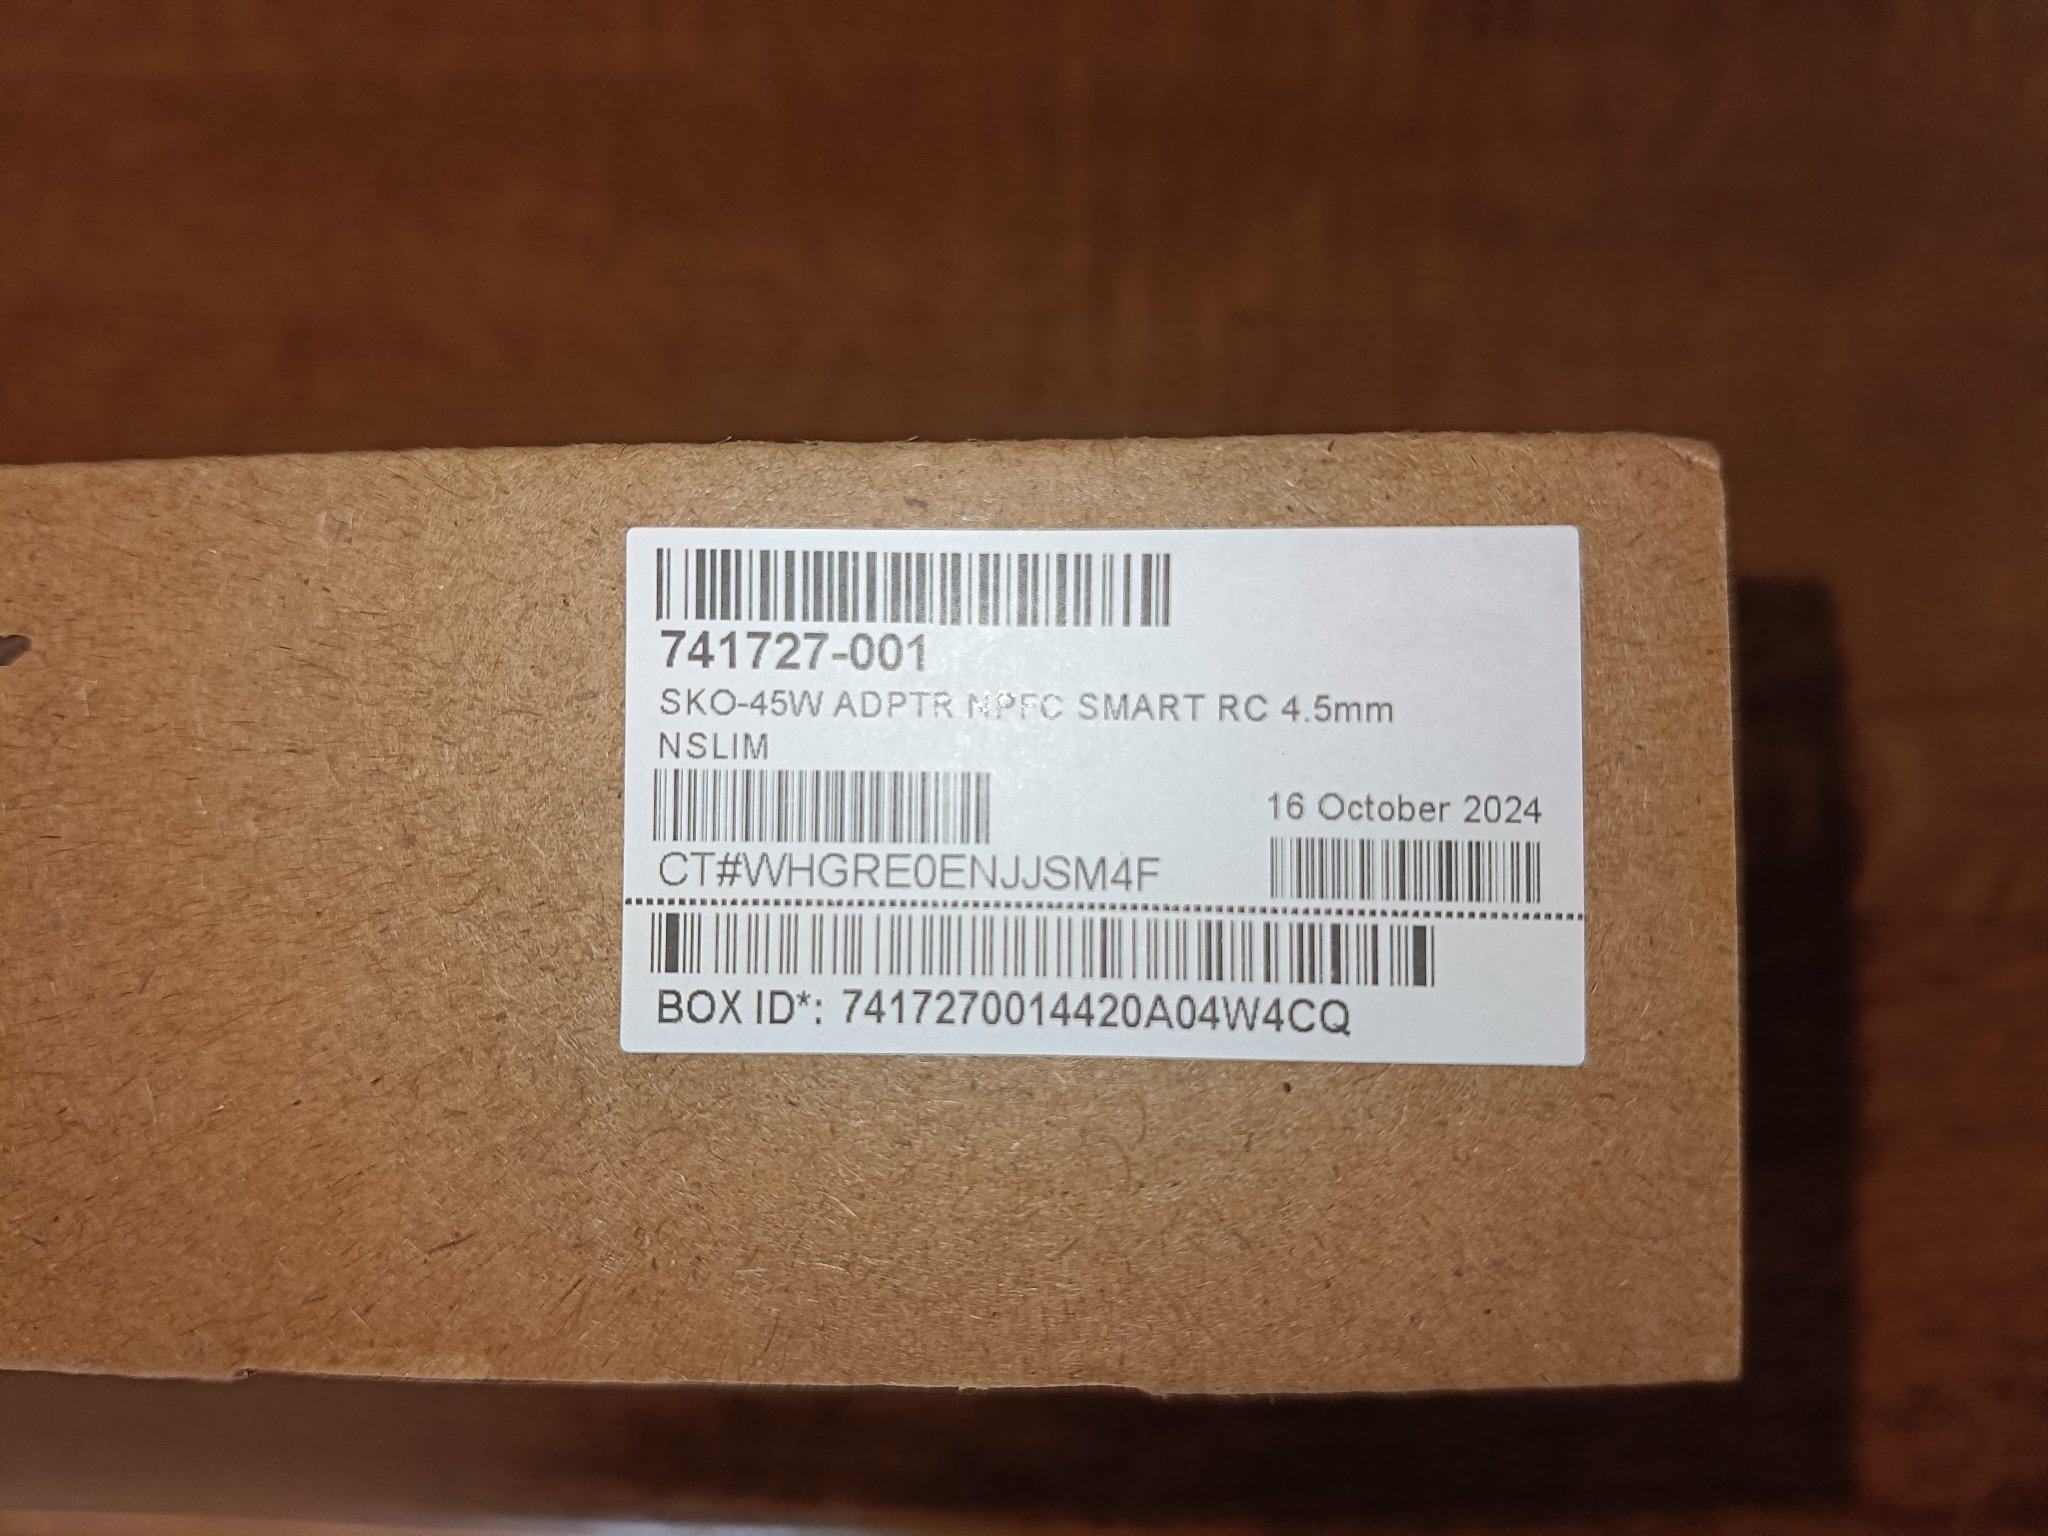 741727-001
SKO-45W ADPTR NPFC SMART RC 4.5mm
NSLIM
16 October 2024
CT#WHGRE0ENJJSM4F
BOX ID*: 7417270014420A04W4CQ